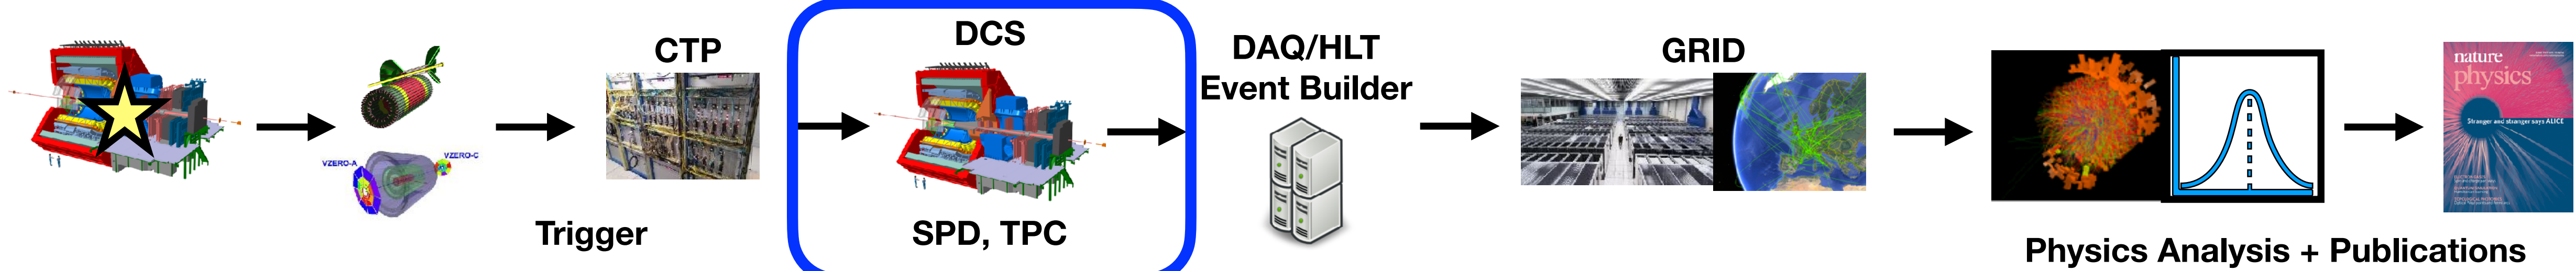 VZERO-A
VZERO-C
CTP
Trigger
DCS
SPD, TPC
DAQ/HLT
Event Builder
GRID
nature
physics
Stranger and stranger says ALICE
Physics Analysis + Publications